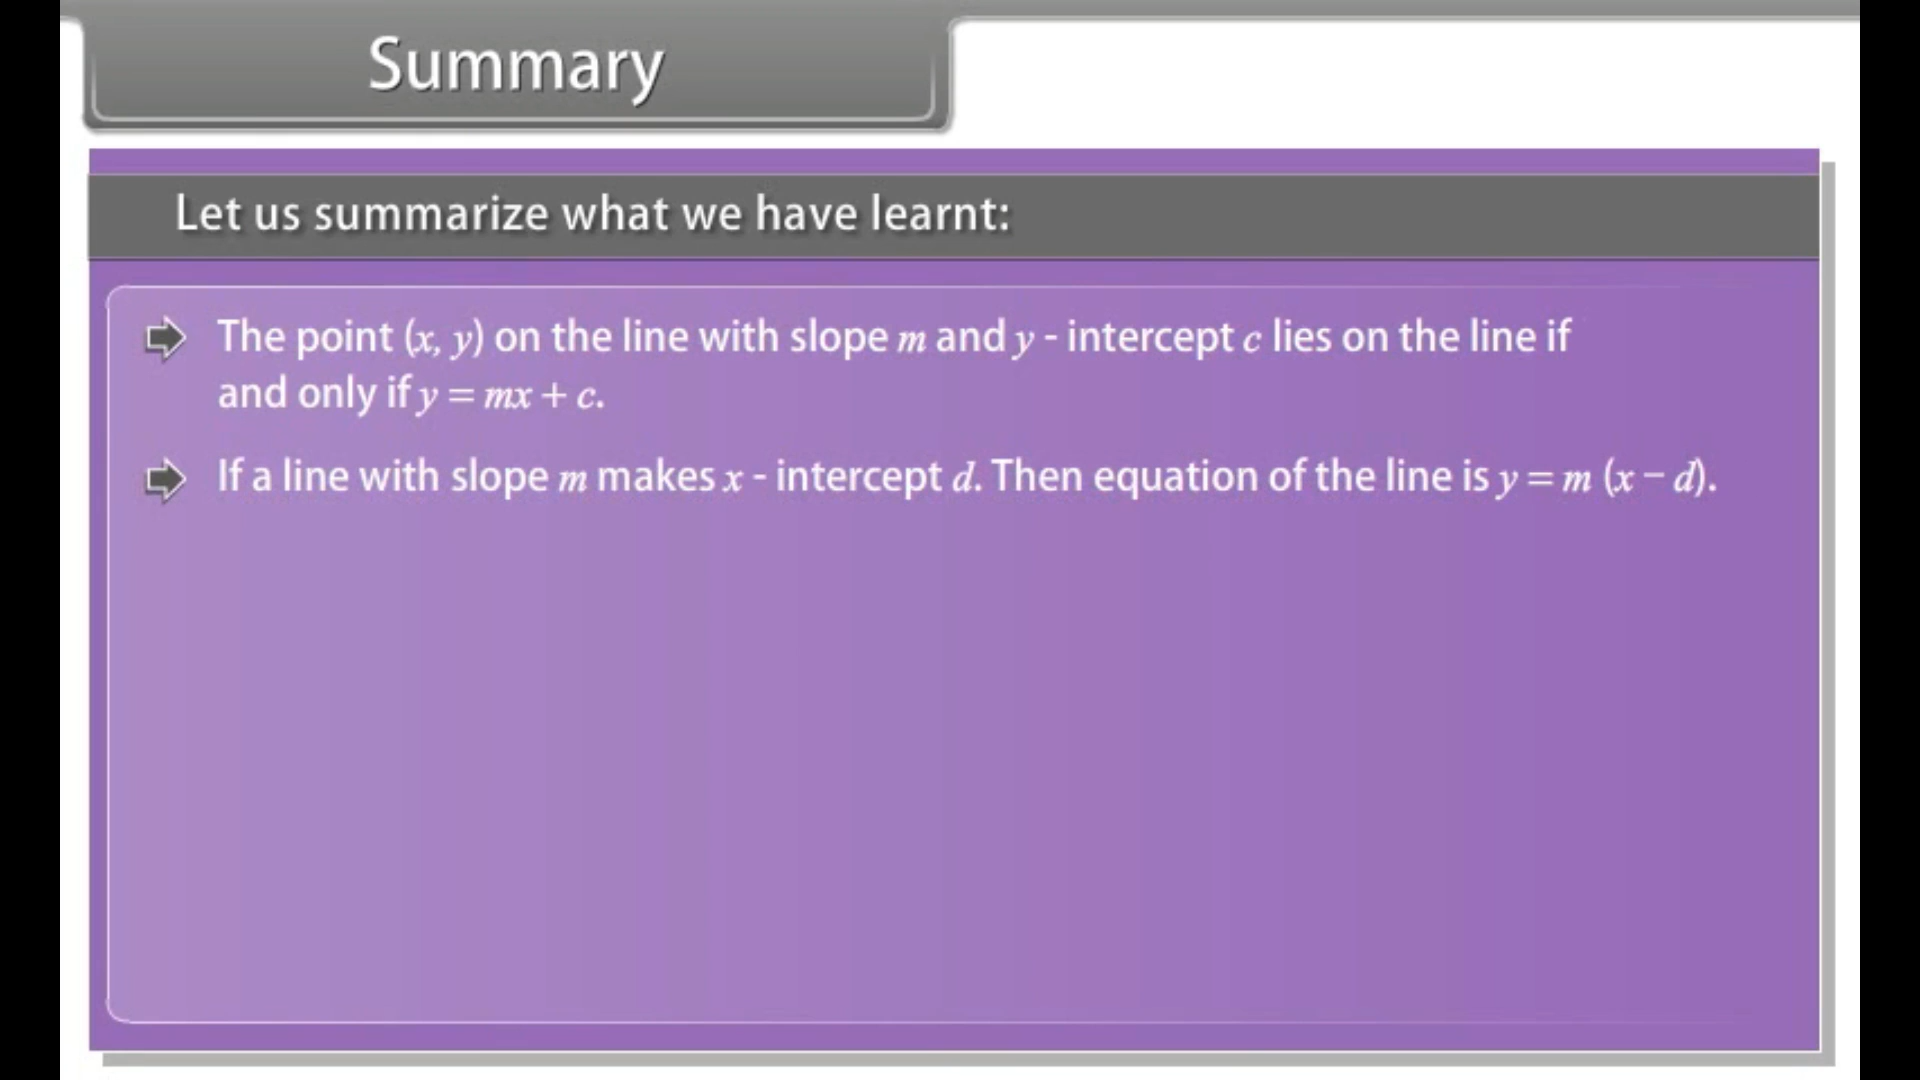 Summary
Let us summarize what we have learnt:
The point (x, y) on the line with slope m and y - intercept c lies on the line if
and only if y = mx + c.
If a line with slope m makes x - intercept d. Then equation of the line is y = m (x − d).